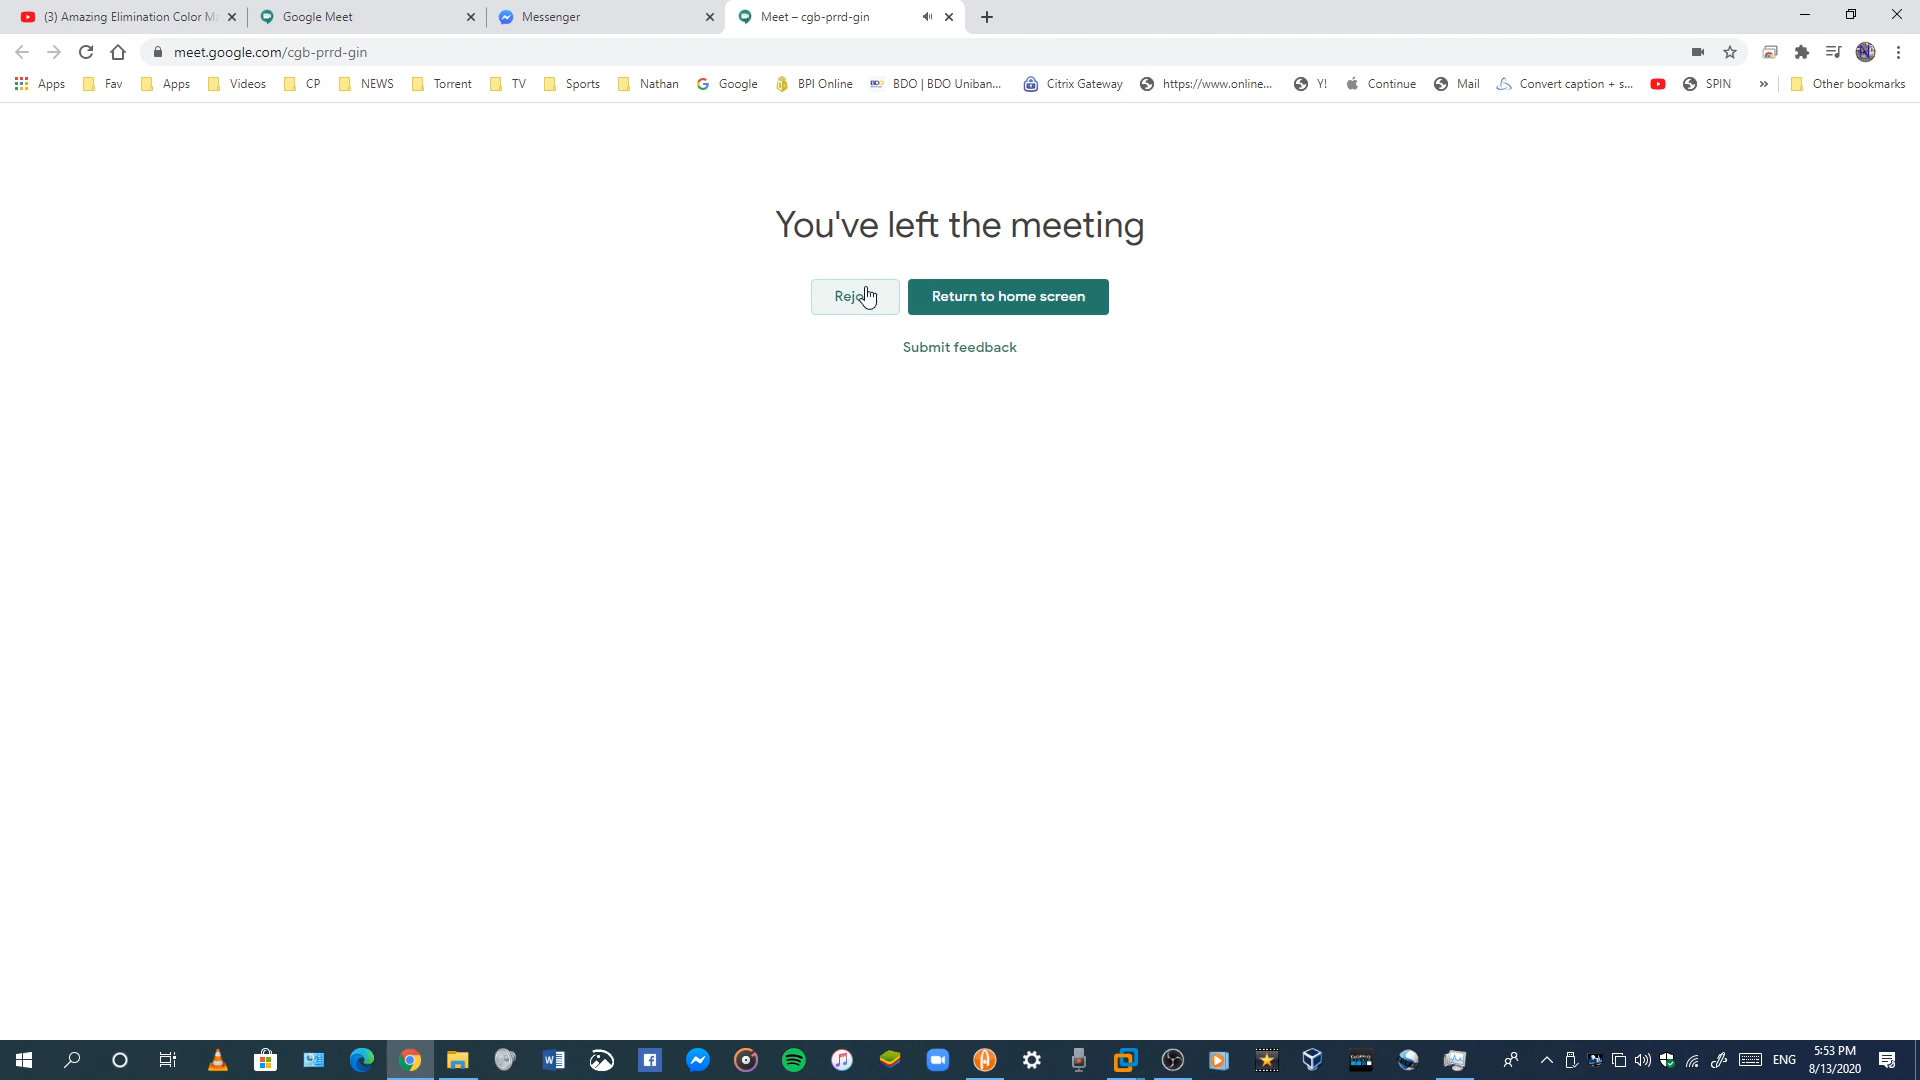 (3) Amazing Elimination Color
Google Meet
Messenger
Meet – cgb-prrd-gin
meet.google.com/cgb-prrd-gin
Apps Fav Apps Videos CP NEWS Torrent TV Sports Nathan Google BPI Online BDO | BDO Uniban... Citrix Gateway https://www.online... Y! Continue Mail Convert caption + s... SPIN » Other bookmarks
You've left the meeting
Return to home screen
Submit feedback
ENG
5:53 PM
8/13/2020